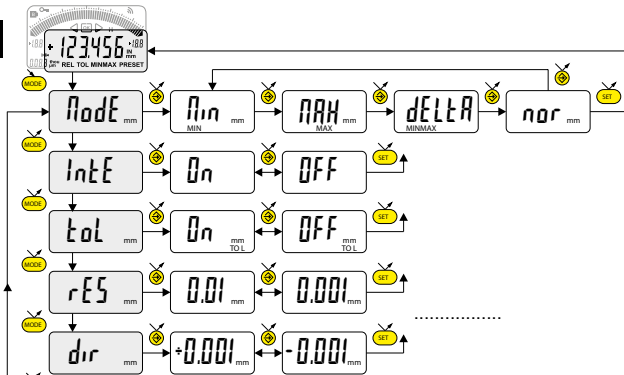 + 123.456 IN mm
REL TOL MINMAX PRESET
MODE
ModE mm
Min mm MIN
MAX mm MAX
dELtA MINMAX
nor mm
SET
MODE
IntE
On
OFF
SET
MODE
toL mm
On mm TOL
OFF mm TOL
SET
MODE
rES mm
0.01 mm
0.001 mm
SET
MODE
dir mm
÷0.001 mm
-0.001 mm
SET